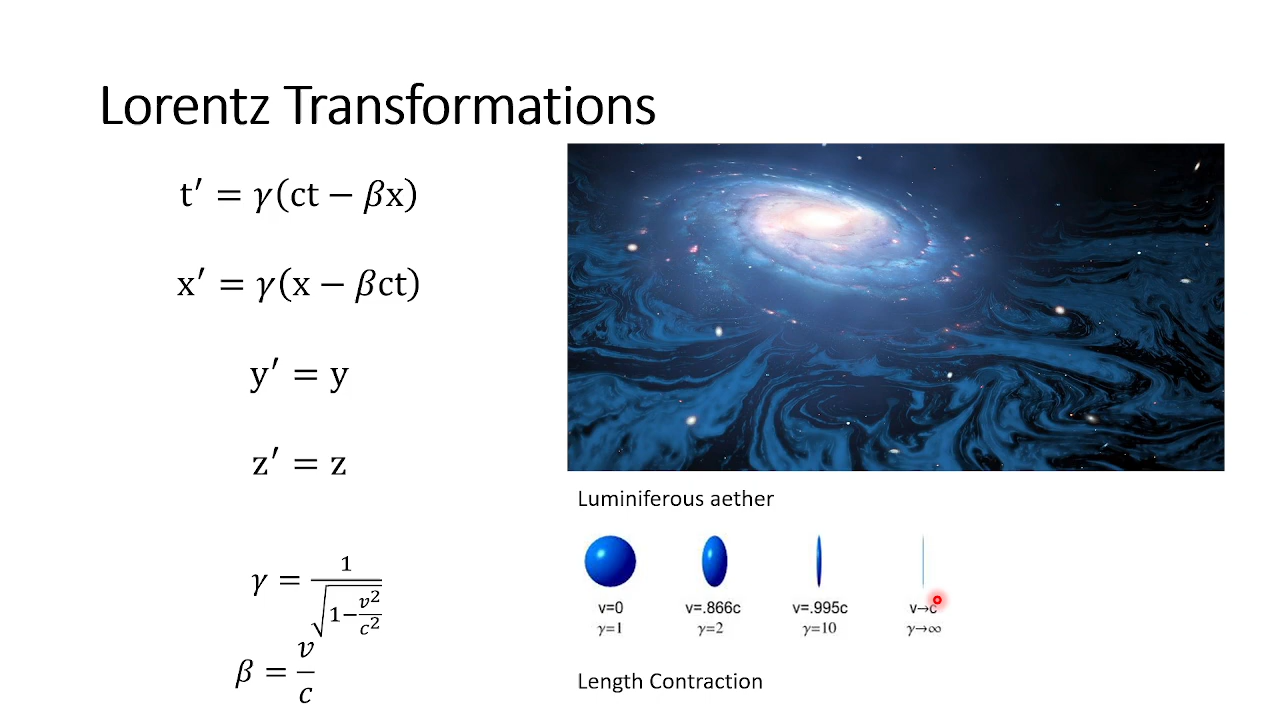 Lorentz Transformations
t′ = γ(ct − βx)
x′ = γ(x − βct)
y′ = y
z′ = z
γ = 1/√(1−v²/c²)
β = v/c
Luminiferous aether
v=0 v=.866c v=.995c v→c
γ=1 γ=2 γ=10 γ→∞
Length Contraction